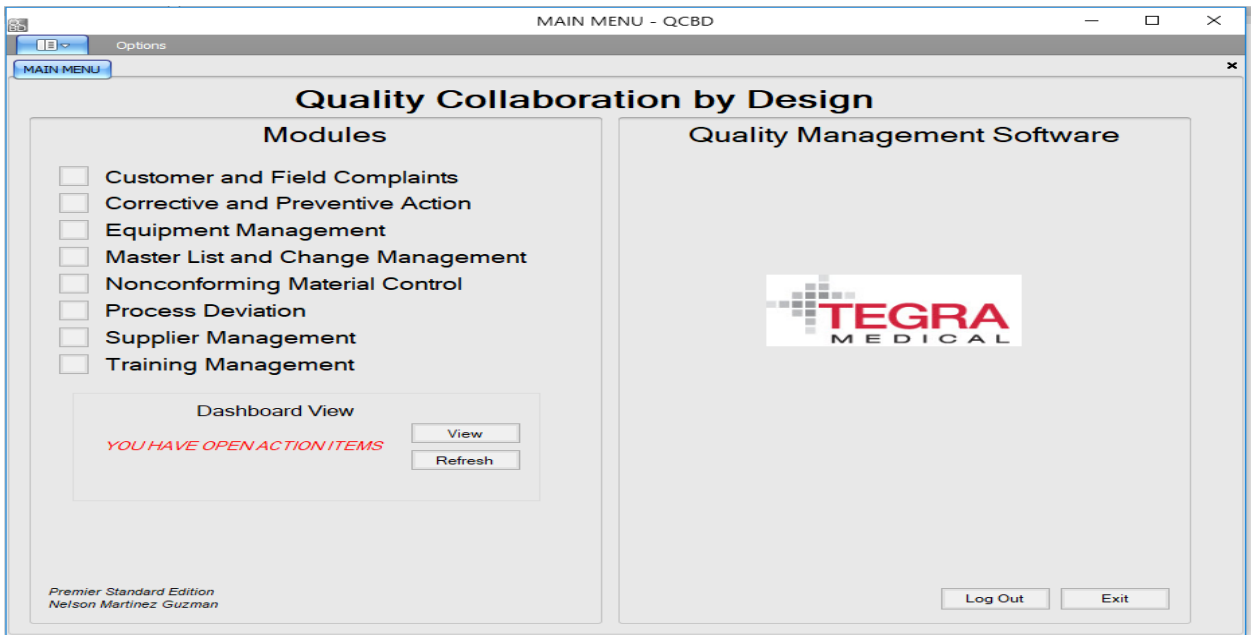 MAIN MENU - QCBD
Options
MAIN MENU
Quality Collaboration by Design
Modules
Customer and Field Complaints
Corrective and Preventive Action
Equipment Management
Master List and Change Management
Nonconforming Material Control
Process Deviation
Supplier Management
Training Management
Dashboard View
YOU HAVE OPEN ACTION ITEMS
View
Refresh
Premier Standard Edition
Nelson Martinez Guzman
Quality Management Software
TEGRA
MEDICAL
Log Out
Exit